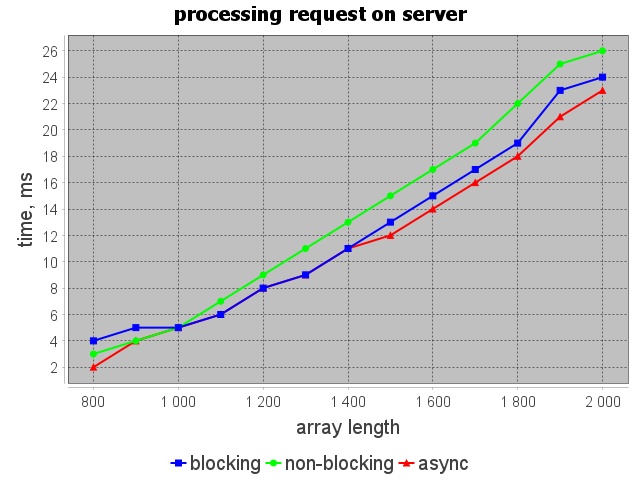 processing request on server
time, ms
26
24
22
20
18
16
14
12
10
8
6
4
2
800 1 000 1 200 1 400 1 600 1 800 2 000
array length
blocking non-blocking async